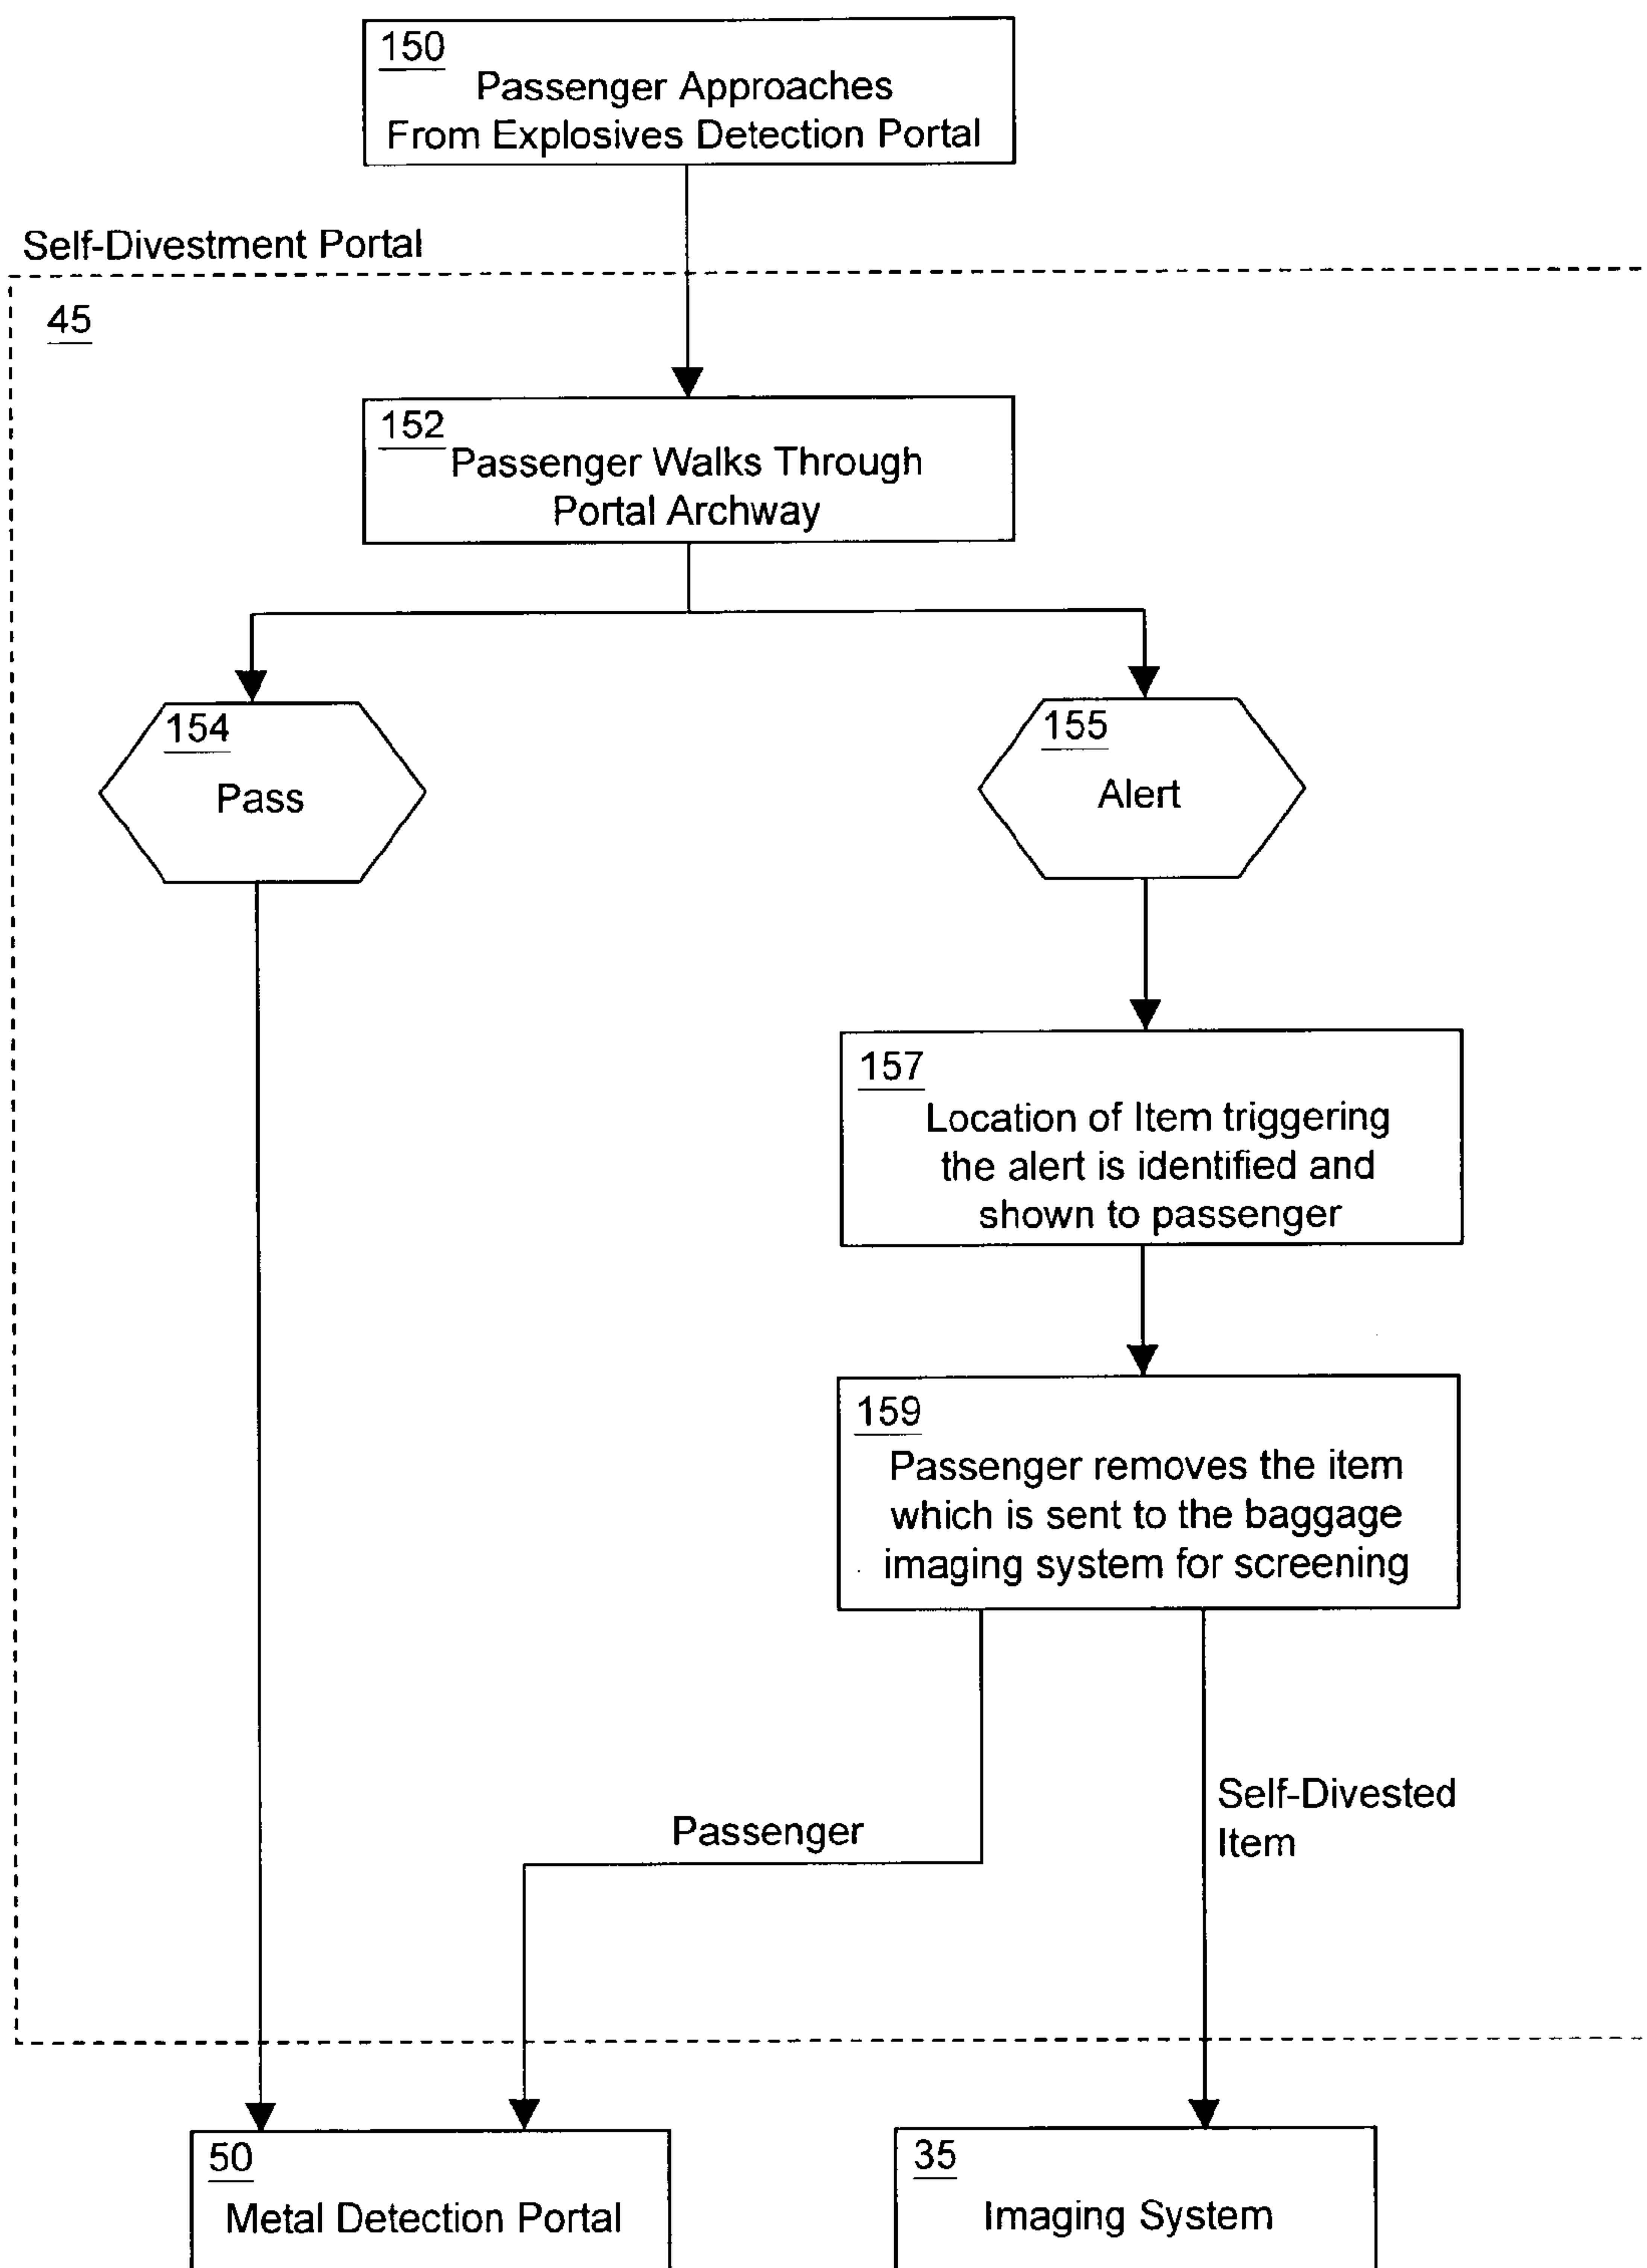 150
Passenger Approaches
From Explosives Detection Portal
Self-Divestment Portal
45
152
Passenger Walks Through
Portal Archway
154
Pass
155
Alert
157
Location of Item triggering
the alert is identified and
shown to passenger
159
Passenger removes the item
which is sent to the baggage
imaging system for screening
Passenger
Self-Divested
Item
50
Metal Detection Portal
35
Imaging System